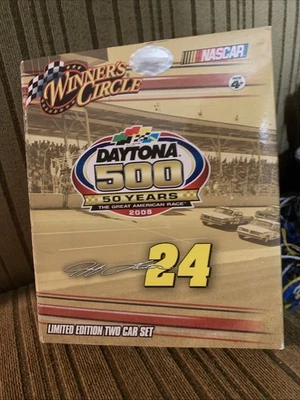 WINNER'S
CIRCLE
NASCAR
4+
DAYTONA
500
50 YEARS
THE GREAT AMERICAN RACE
2008
24
LIMITED EDITION TWO CAR SET